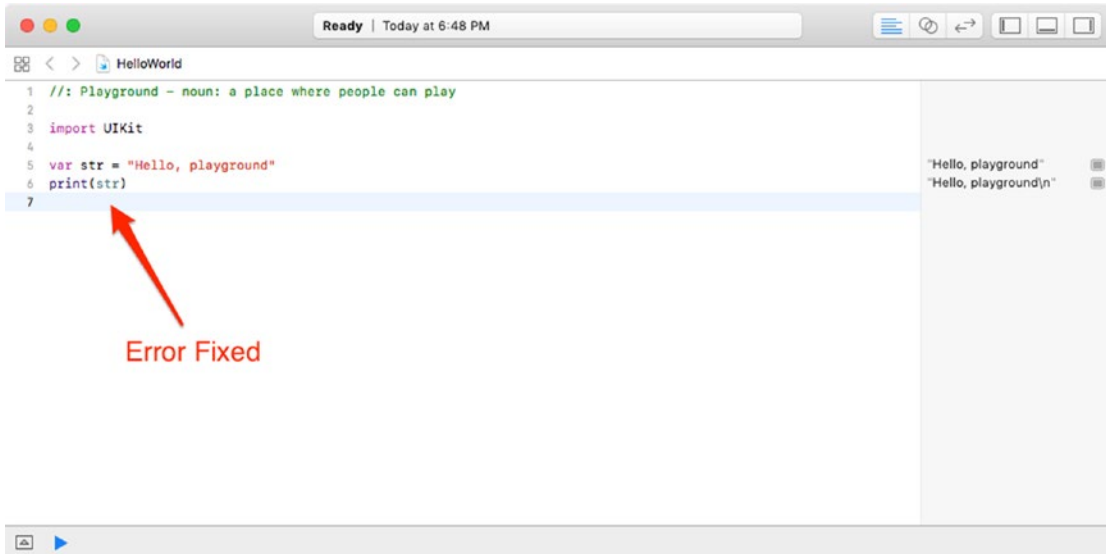 Ready | Today at 6:48 PM
HelloWorld
1 //: Playground - noun: a place where people can play
2
3 import UIKit
4
5 var str = "Hello, playground"
"Hello, playground"
6 print(str)
"Hello, playground\n"
7
Error Fixed